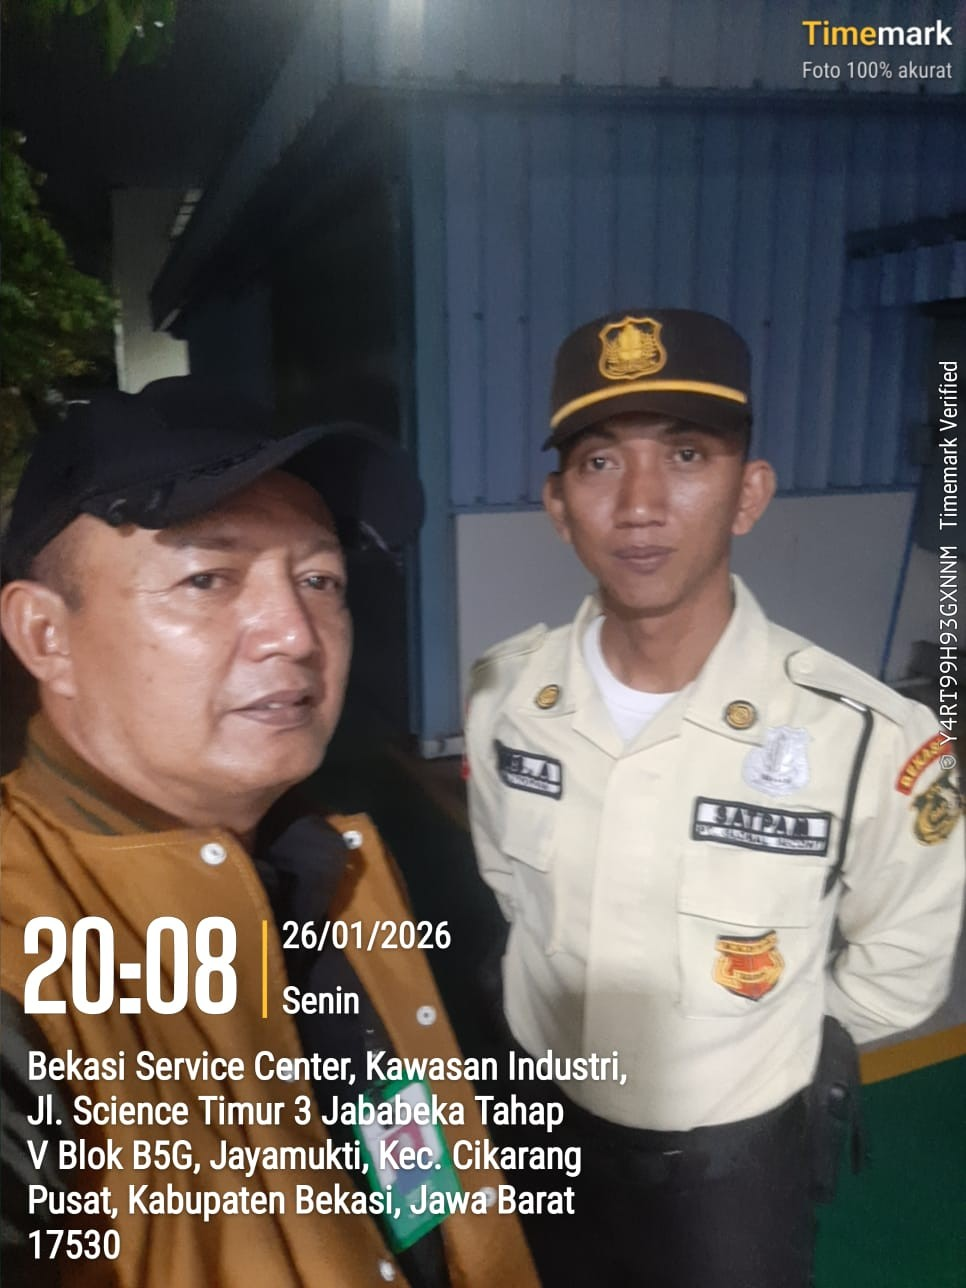 Timemark
Foto 100% akurat
Y4RT99H93GXNNM Timemark Verified
BEKASI
SATPAM
20:08
26/01/2026
Senin
Bekasi Service Center, Kawasan Industri,
Jl. Science Timur 3 Jababeka Tahap
V Blok B5G, Jayamukti, Kec. Cikarang
Pusat, Kabupaten Bekasi, Jawa Barat
17530